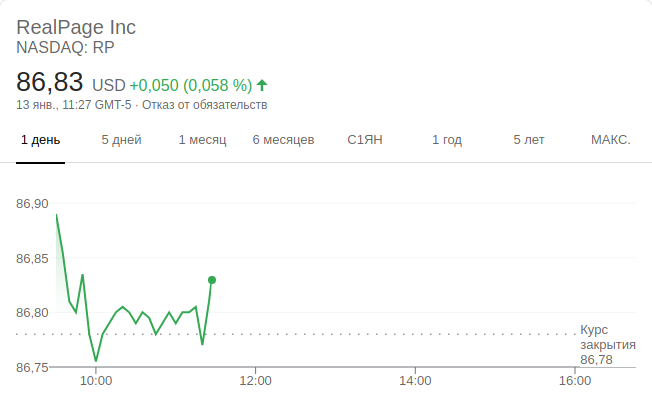 RealPage Inc
NASDAQ: RP
86,83 USD +0,050 (0,058 %)
13 янв., 11:27 GMT-5 · Отказ от обязательств
1 день 5 дней 1 месяц 6 месяцев С1ЯН 1 год 5 лет МАКС.
86,90
86,85
86,80
Курс
закрытия
86,78
86,75
10:00 12:00 14:00 16:00